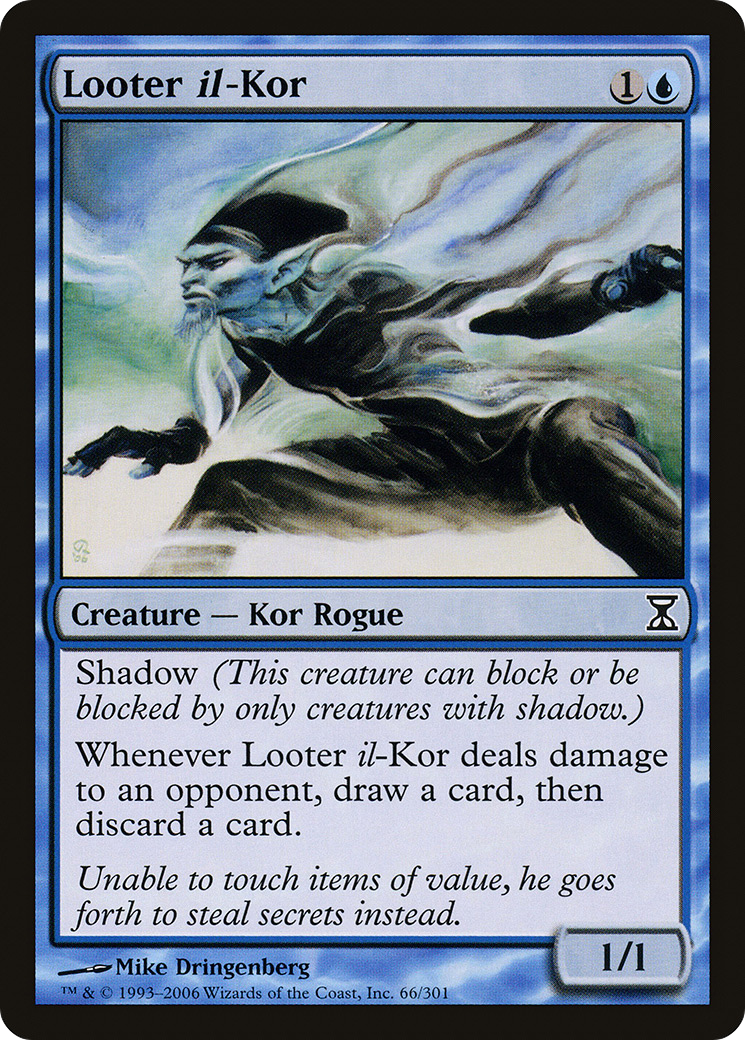 Looter il-Kor
1
Creature — Kor Rogue
Shadow (This creature can block or be
blocked by only creatures with shadow.)
Whenever Looter il-Kor deals damage
to an opponent, draw a card, then
discard a card.
Unable to touch items of value, he goes
forth to steal secrets instead.
1/1
Mike Dringenberg
™ & © 1993–2006 Wizards of the Coast, Inc. 66/301